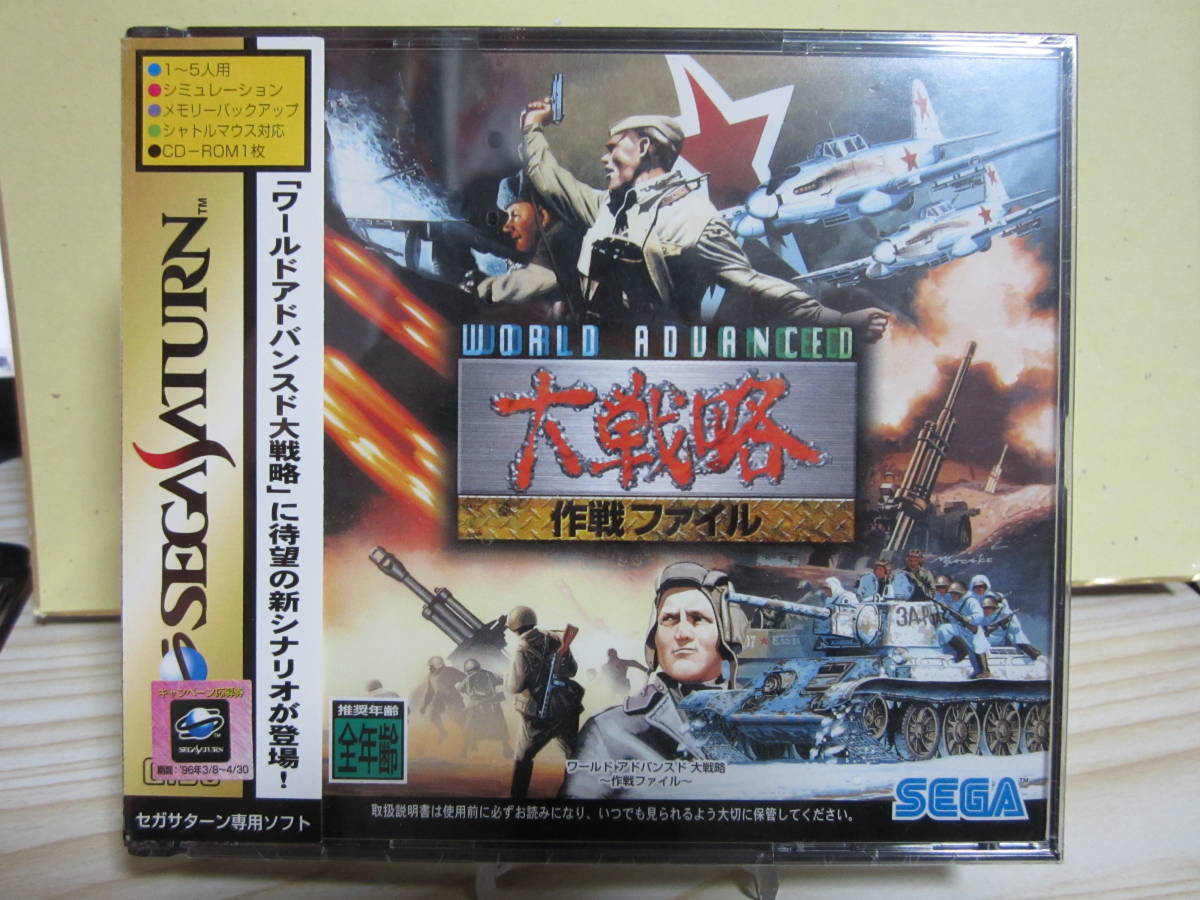 ●1〜5人用
●シミュレーション
●メモリーバックアップ
●シャトルマウス対応
●CD-ROM1枚
SEGA SATURN™
「ワールドアドバンスド大戦略」に待望の新シナリオが登場！
キャンペーン応募券
SEGA SATURN
期間：'96年3/8〜4/30
セガサターン専用ソフト
WORLD ADVANCED
大戦略
作戦ファイル
推奨年齢
全年齢
ワールド アドバンスド 大戦略
〜作戦ファイル〜
SEGA™
取扱説明書は使用前に必ずお読みになり、いつでも見られるよう大切に保管してください。